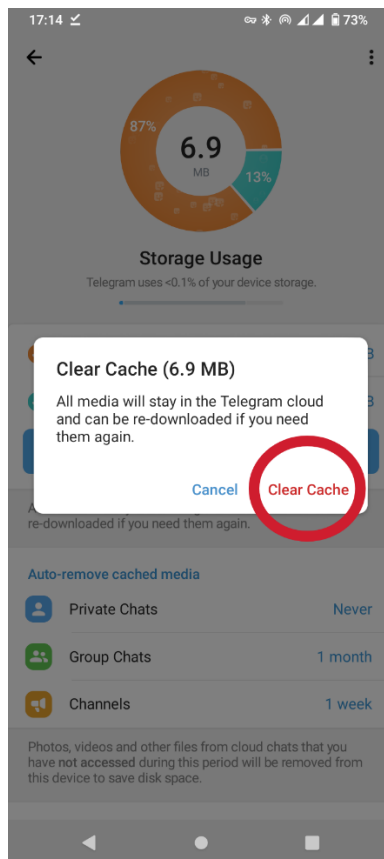 17:14
73%
87%
6.9
MB
13%
Storage Usage
Telegram uses <0.1% of your device storage.
B
Clear Cache (6.9 MB)
All media will stay in the Telegram cloud
B
and can be re-downloaded if you need
them again.
Cancel Clear Cache
A
re-downloaded if you need them again.
Auto-remove cached media
Private Chats Never
Group Chats 1 month
Channels 1 week
Photos, videos and other files from cloud chats that you
have not accessed during this period will be removed from
this device to save disk space.